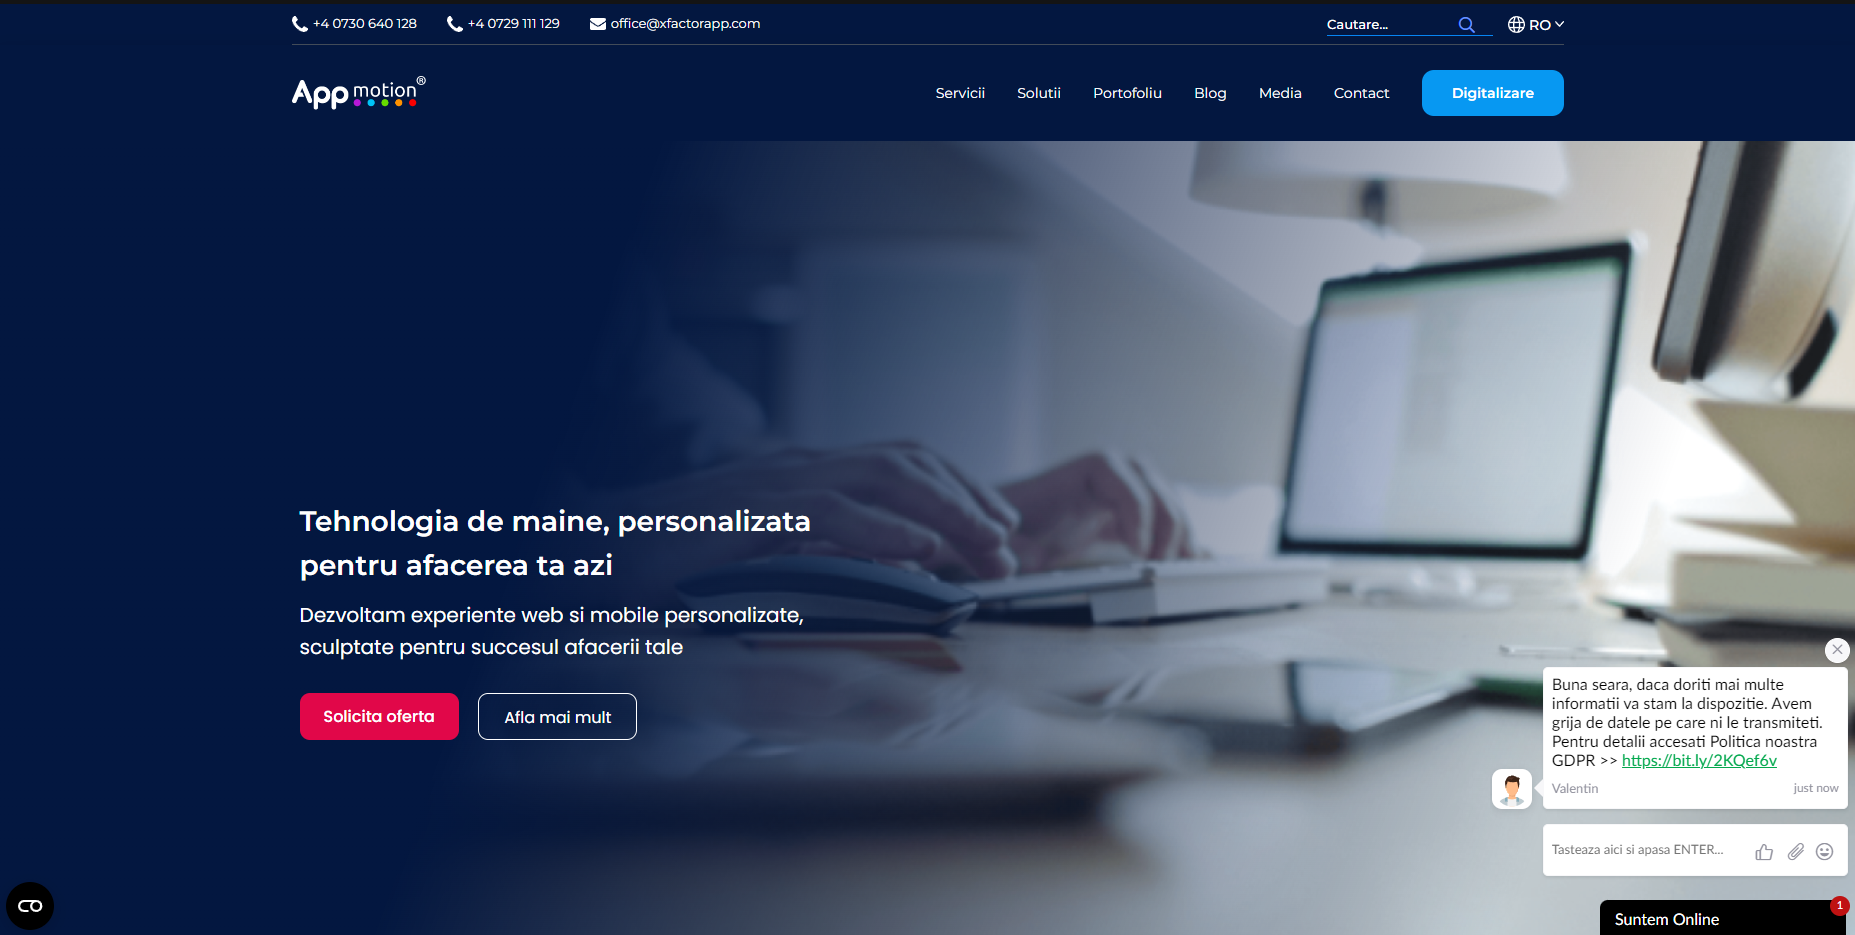 +4 0730 640 128
+4 0729 111 129
office@xfactorapp.com
Cautare...
RO
App motion®
Servicii
Solutii
Portofoliu
Blog
Media
Contact
Digitalizare
Tehnologia de maine, personalizata
pentru afacerea ta azi
Dezvoltam experiente web si mobile personalizate,
sculptate pentru succesul afacerii tale
Solicita oferta
Afla mai mult
Buna seara, daca doriti mai multe
informatii va stam la dispozitie. Avem
grija de datele pe care ni le transmiteti.
Pentru detalii accesati Politica noastra
GDPR >> https://bit.ly/2KQef6v
Valentin
just now
Tasteaza aici si apasa ENTER...
1
Suntem Online